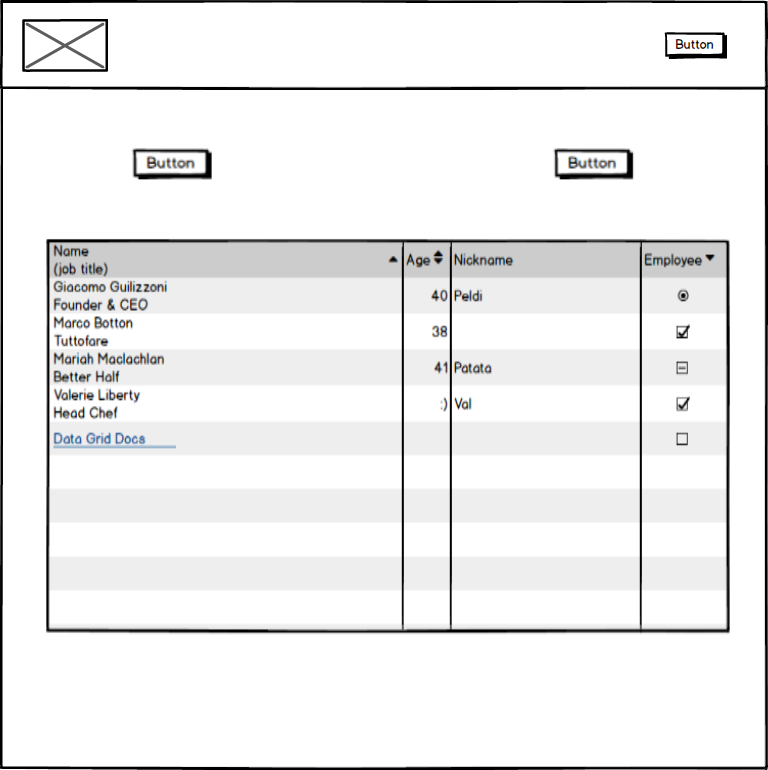 Button
Button
Button
Name
(job title)
Age
Nickname
Employee
Giacomo Guilizzoni
Founder & CEO
40
Peldi
Marco Botton
Tuttofare
38
Mariah Maclachlan
Better Half
41
Patata
Valerie Liberty
Head Chef
:)
Val
Data Grid Docs